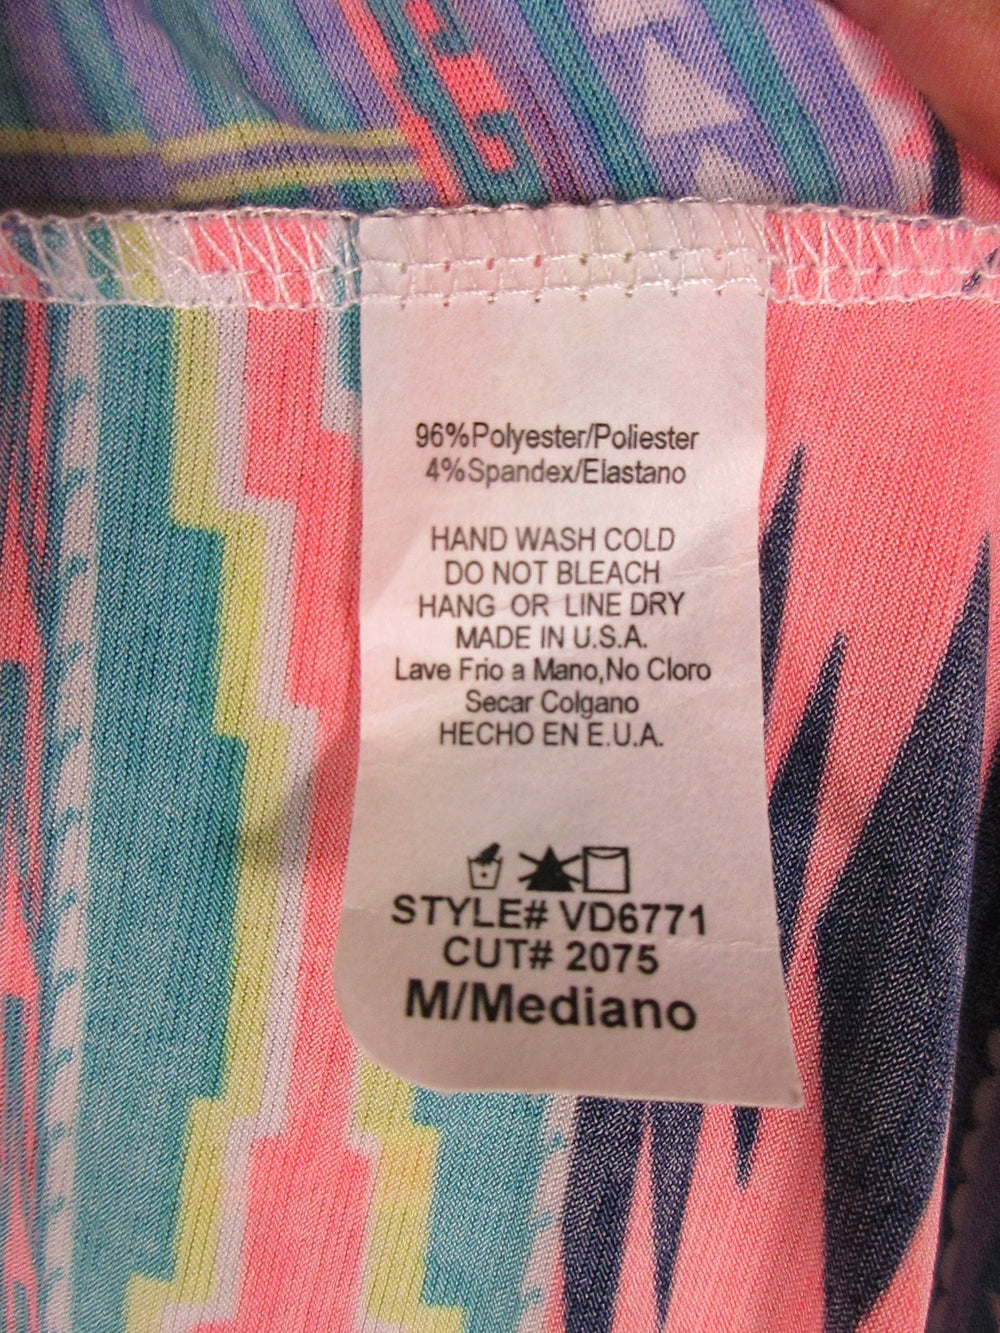 96%Polyester/Poliester
4%Spandex/Elastano
HAND WASH COLD
DO NOT BLEACH
HANG OR LINE DRY
MADE IN U.S.A.
Lave Frio a Mano,No Cloro
Secar Colgano
HECHO EN E.U.A.
STYLE# VD6771
CUT# 2075
M/Mediano